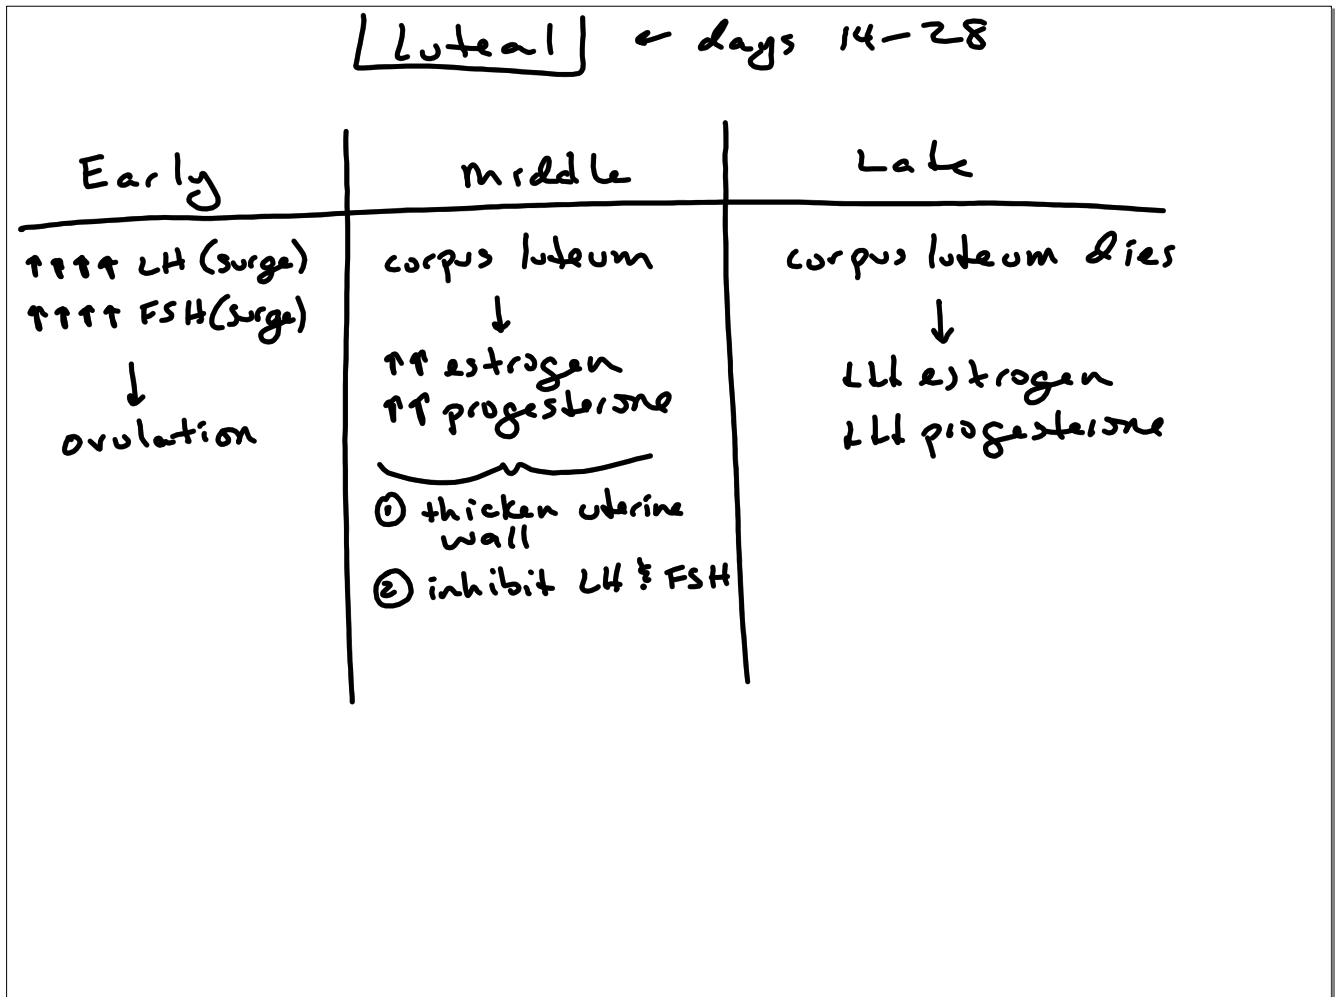 Luteal ← days 14-28
Early
↑↑↑↑ LH (surge)
↑↑↑↑ FSH (surge)
↓
ovulation
Middle
corpus luteum
↓
↑↑ estrogen
↑↑ progesterone
① thicken uterine
wall
② inhibit LH & FSH
Late
corpus luteum dies
↓
↓↓↓ estrogen
↓↓↓ progesterone